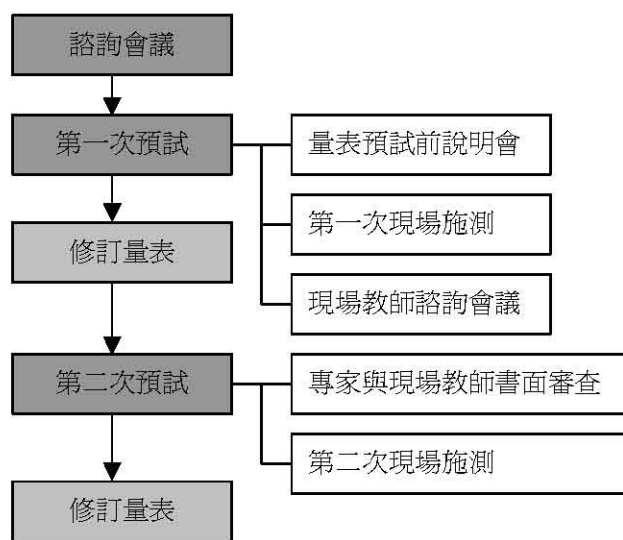 諮詢會議
第一次預試
量表預試前說明會
第一次現場施測
修訂量表
現場教師諮詢會議
第二次預試
專家與現場教師書面審查
第二次現場施測
修訂量表